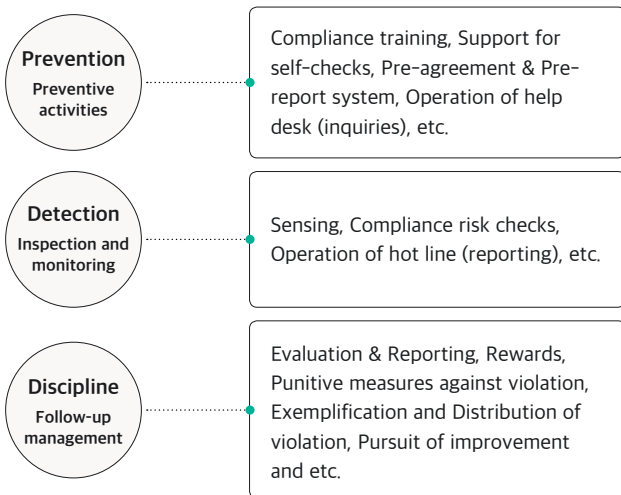 Prevention
Preventive
activities
Compliance training, Support for
self-checks, Pre-agreement & Pre-
report system, Operation of help
desk (inquiries), etc.
Detection
Inspection and
monitoring
Sensing, Compliance risk checks,
Operation of hot line (reporting), etc.
Discipline
Follow-up
management
Evaluation & Reporting, Rewards,
Punitive measures against violation,
Exemplification and Distribution of
violation, Pursuit of improvement
and etc.